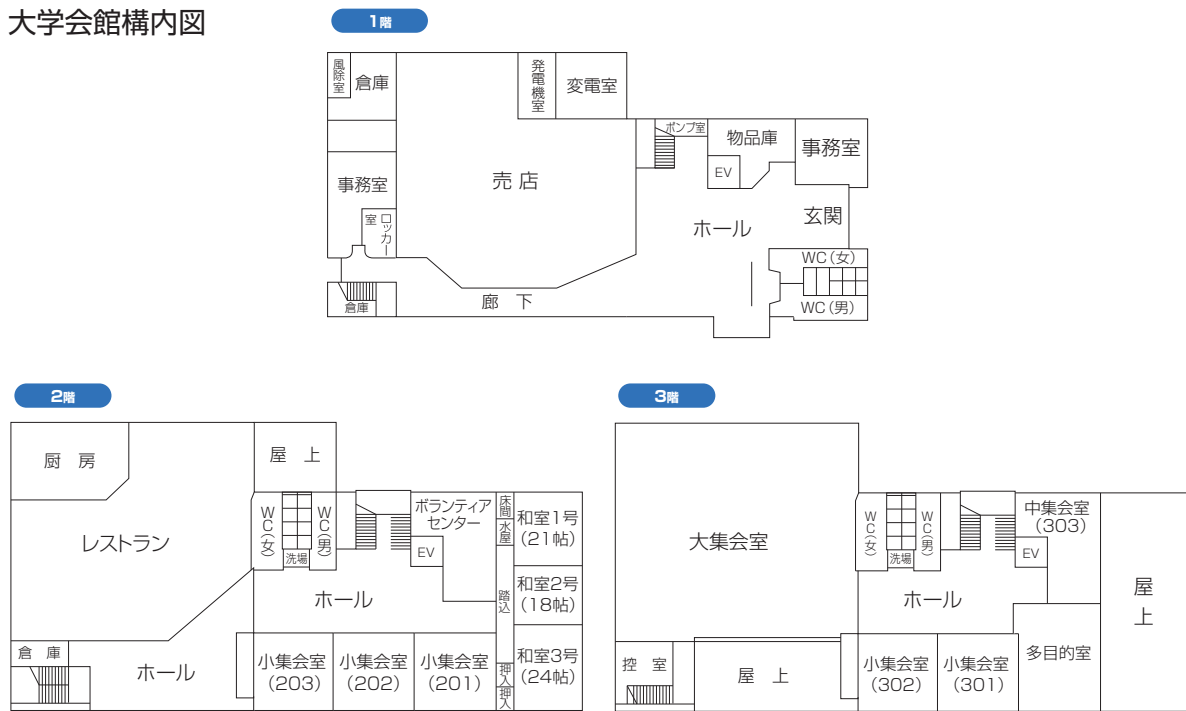 大学会館構内図
1階
風除室
倉庫
発電機室
変電室
ポンプ室
物品庫
事務室
EV
売店
事務室
ロッカー室
玄関
ホール
WC(女)
WC(男)
倉庫
廊下
2階
厨房
屋上
レストラン
WC(女)
WC(男)
洗場
ボランティア
センター
EV
床間
水屋
踏込
押入
押入
和室1号
(21帖)
和室2号
(18帖)
和室3号
(24帖)
ホール
倉庫
ホール
小集会室
(203)
小集会室
(202)
小集会室
(201)
3階
大集会室
WC(女)
WC(男)
洗場
中集会室
(303)
EV
ホール
屋上
控室
屋上
小集会室
(302)
小集会室
(301)
多目的室